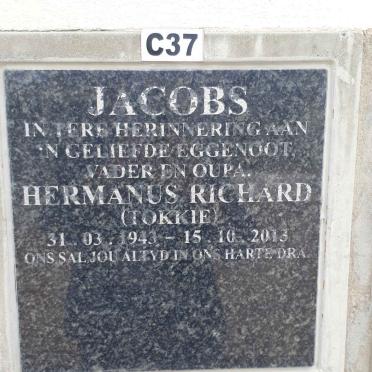 C37
JACOBS
IN TERE HERINNERING AAN
'N GELIEFDE EGGENOOT,
VADER EN OUPA.
HERMANUS RICHARD
(TOKKIE)
31 . 03 . 1943 – 15 . 10 . 2013
ONS SAL JOU ALTYD IN ONS HARTE DRA.